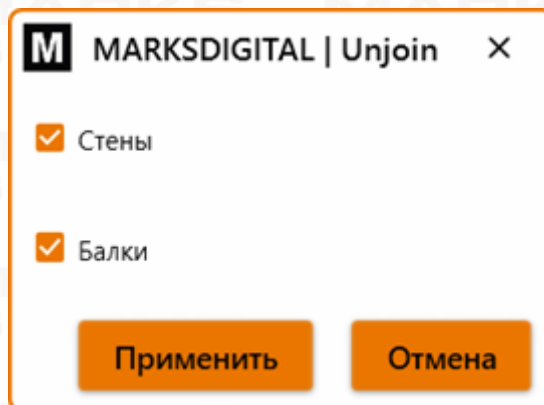 M MARKSDIGITAL | Unjoin ×
Стены
Балки
Применить Отмена